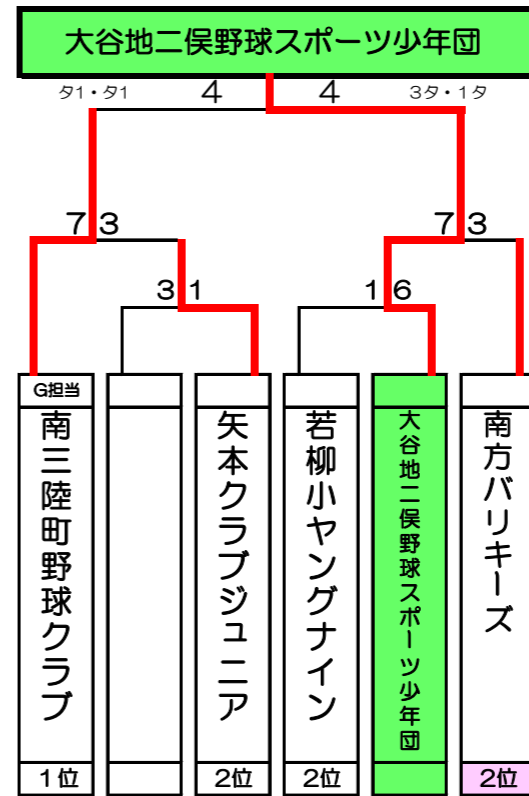 大谷地二俣野球スポーツ少年団
タ1・タ1 4 4 3タ・1タ
7 3 7 3
3 1 1 6
G担当
南三陸町野球クラブ
1位
矢本クラブジュニア
2位
若柳小ヤングナイン
2位
大谷地二俣野球スポーツ少年団
南方バリキーズ
2位